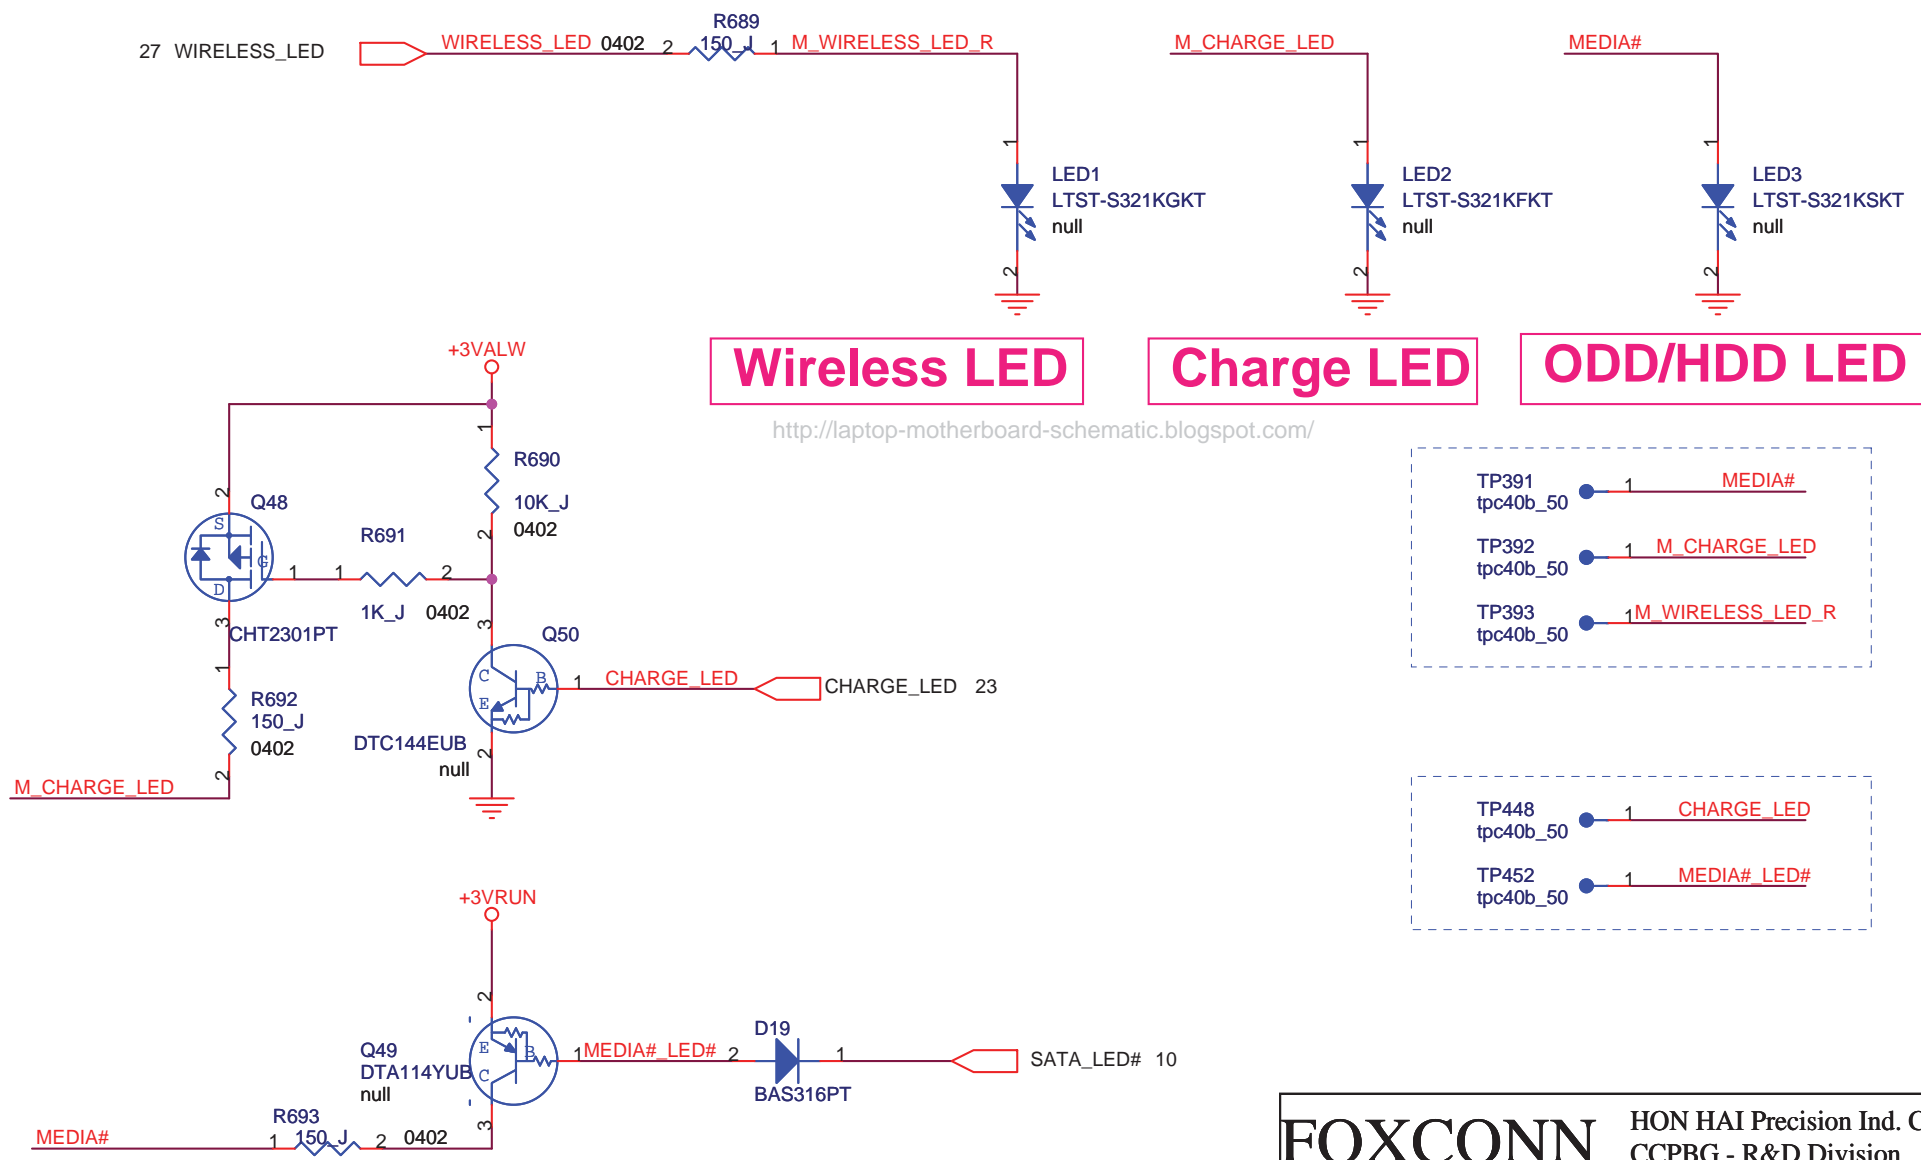 27 WIRELESS_LED
WIRELESS_LED 0402 2
R689
150_J
1 M_WIRELESS_LED_R
M_CHARGE_LED
MEDIA#
1
LED1
LTST-S321KGKT
null
2
1
LED2
LTST-S321KFKT
null
2
1
LED3
LTST-S321KSKT
null
2
Wireless LED
Charge LED
ODD/HDD LED
http://laptop-motherboard-schematic.blogspot.com/
+3VALW
1
R690
10K_J
0402
2
2
Q48
S
G
D
1
3
CHT2301PT
R691
1
2
1K_J 0402
3
Q50
C
B
E
1
CHARGE_LED
CHARGE_LED 23
DTC144EUB
null
2
1
R692
150_J
0402
2
M_CHARGE_LED
TP391
tpc40b_50
1
MEDIA#
TP392
tpc40b_50
1
M_CHARGE_LED
TP393
tpc40b_50
1
M_WIRELESS_LED_R
TP448
tpc40b_50
1
CHARGE_LED
TP452
tpc40b_50
1
MEDIA#_LED#
+3VRUN
2
Q49
DTA114YUB
null
E
B
C
1
MEDIA#_LED#
2
D19
BAS316PT
1
SATA_LED# 10
3
R693
MEDIA#
1
150_J
2
0402
FOXCONN
HON HAI Precision Ind. C
CCPBG - R&D Division